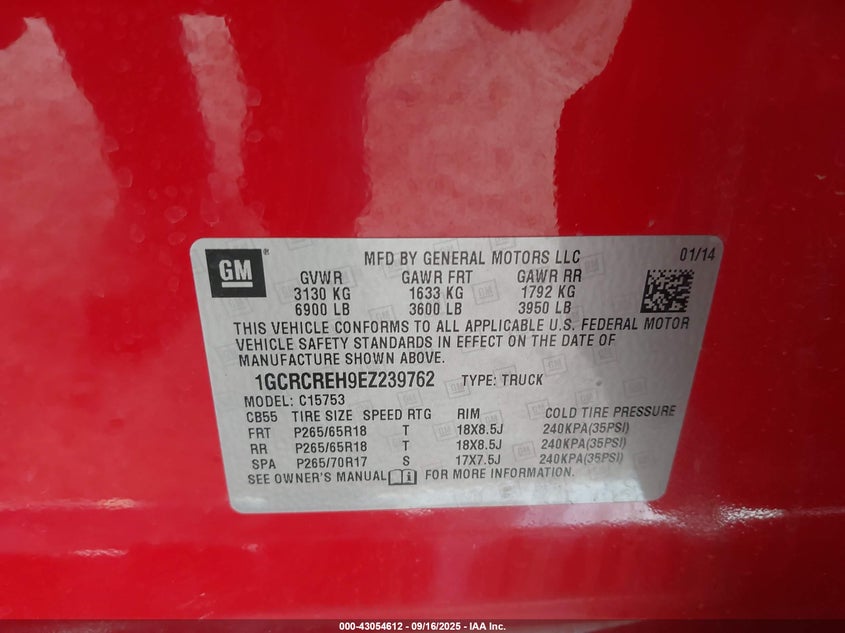 GM ®
MFD BY GENERAL MOTORS LLC 01/14
GVWR GAWR FRT GAWR RR
3130 KG 1633 KG 1792 KG
6900 LB 3600 LB 3950 LB
THIS VEHICLE CONFORMS TO ALL APPLICABLE U.S. FEDERAL MOTOR
VEHICLE SAFETY STANDARDS IN EFFECT ON THE DATE OF
MANUFACTURE SHOWN ABOVE.
1GCRCREH9EZ239762 TYPE: TRUCK
MODEL: C15753
CB55 TIRE SIZE SPEED RTG RIM COLD TIRE PRESSURE
FRT P265/65R18 T 18X8.5J 240KPA(35PSI)
RR P265/65R18 T 18X8.5J 240KPA(35PSI)
SPA P265/70R17 S 17X7.5J 240KPA(35PSI)
SEE OWNER'S MANUAL i FOR MORE INFORMATION.
000-43054612 - 09/16/2025 - IAA Inc.